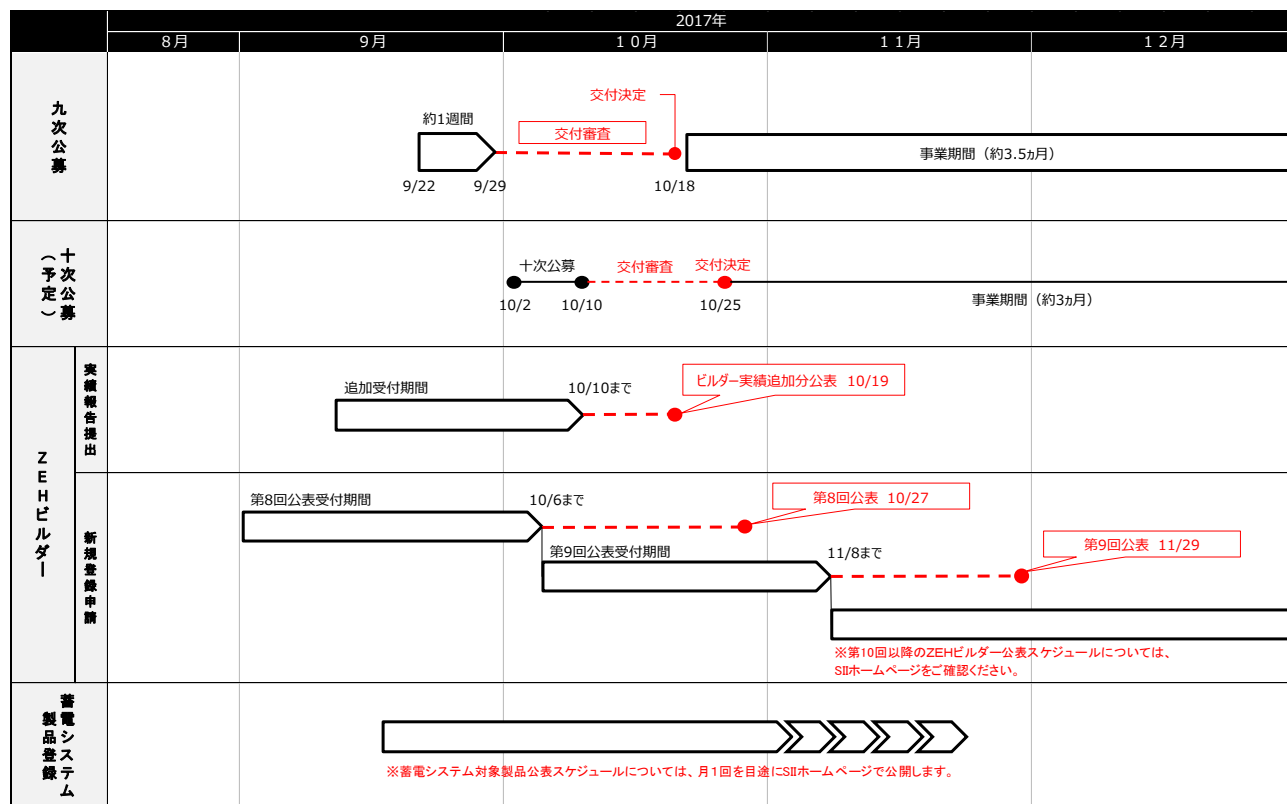 2017年
8月
9月
10月
11月
12月
九次公募
約1週間
交付審査
交付決定
事業期間（約3.5ヵ月）
9/22
9/29
10/18
十次公募
（予定）
十次公募
交付審査
交付決定
10/2
10/10
10/25
事業期間（約3ヵ月）
ZEHビルダー
実績報告提出
追加受付期間
10/10まで
ビルダー実績追加分公表 10/19
新規登録申請
第8回公表受付期間
10/6まで
第8回公表 10/27
第9回公表受付期間
11/8まで
第9回公表 11/29
※第10回以降のZEHビルダー公表スケジュールについては、
SIIホームページをご確認ください。
蓄電システム
製品登録
※蓄電システム対象製品公表スケジュールについては、月1回を目途にSIIホームページで公開します。